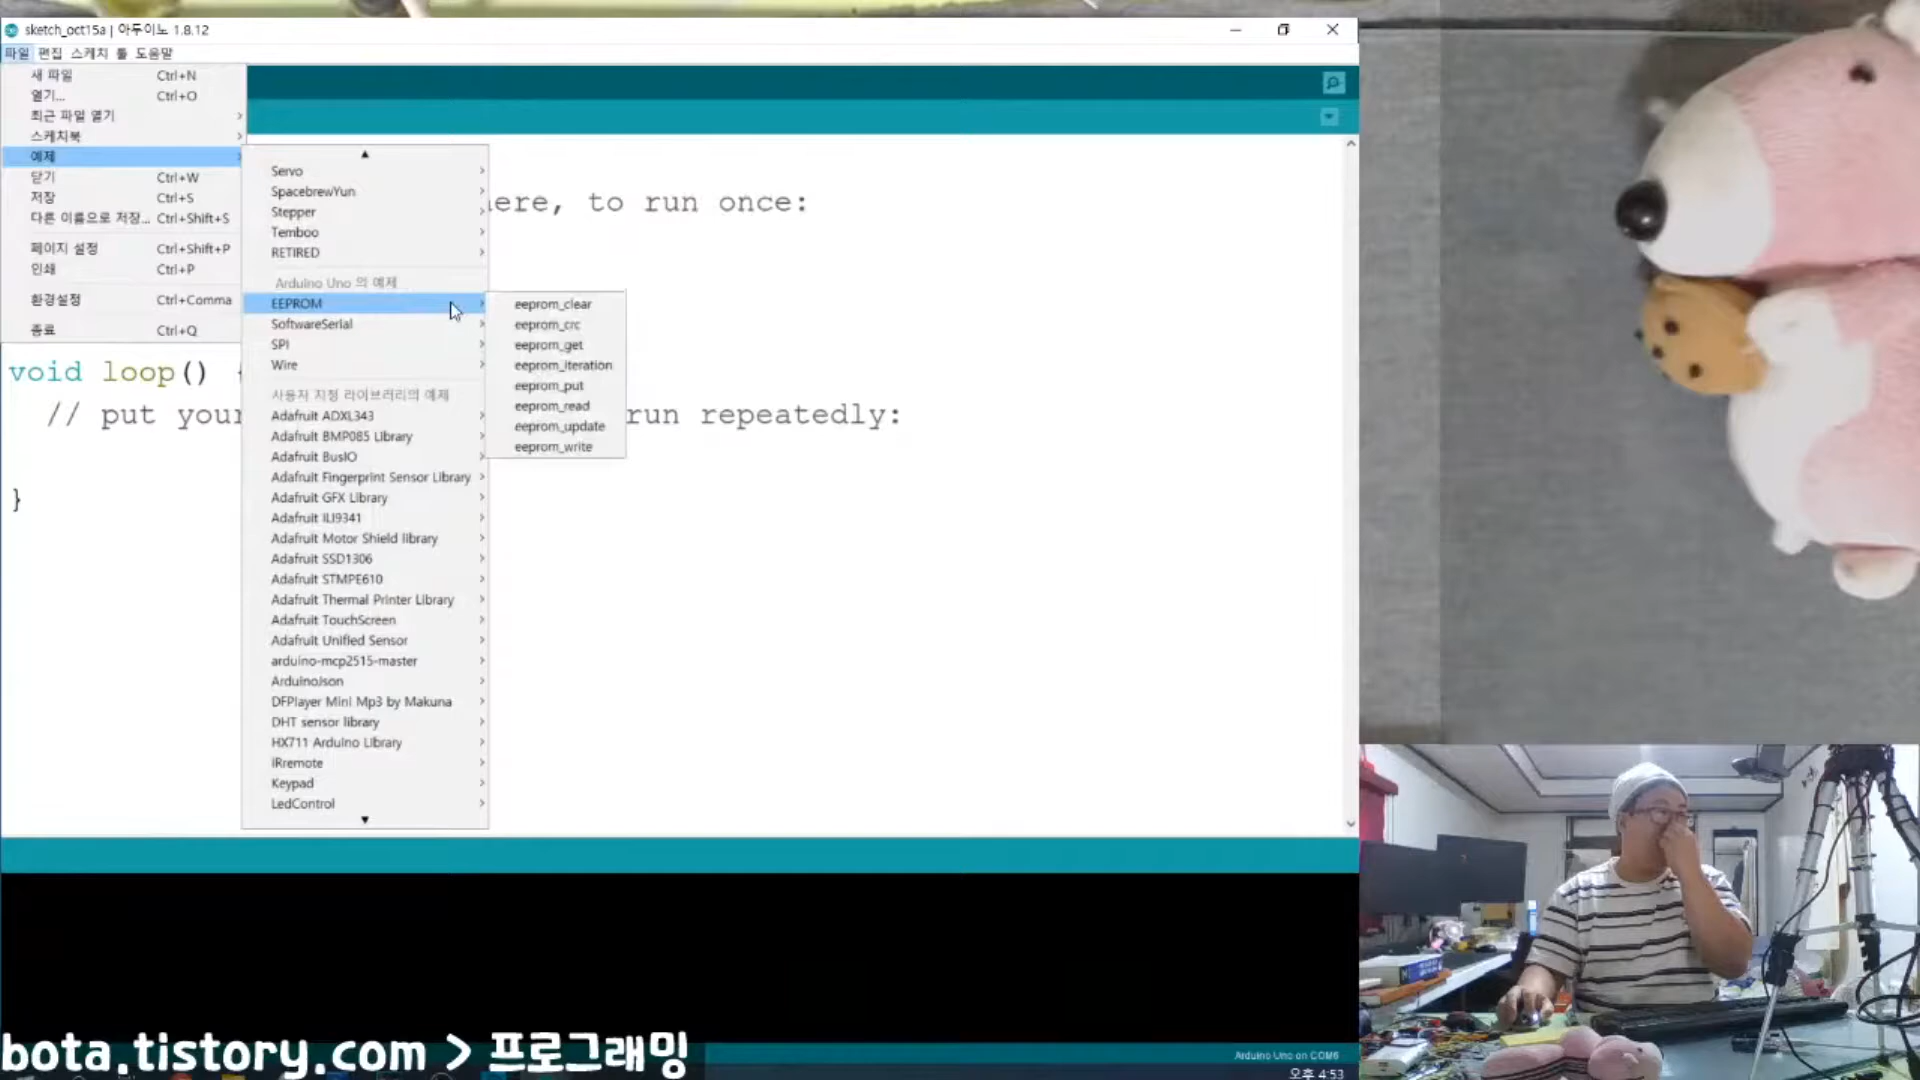 sketch_oct15a | 아두이노 1.8.12
파일 편집 스케치 툴 도움말
새 파일 Ctrl+N
열기... Ctrl+O
최근 파일 열기
스케치북
예제
닫기 Ctrl+W
저장 Ctrl+S
다른 이름으로 저장... Ctrl+Shift+S
페이지 설정 Ctrl+Shift+P
인쇄 Ctrl+P
환경설정 Ctrl+Comma
종료 Ctrl+Q
Servo
SpacebrewYun
Stepper
Temboo
RETIRED
Arduino Uno 의 예제
EEPROM
SoftwareSerial
SPI
Wire
사용자 지정 라이브러리의 예제
Adafruit ADXL343
Adafruit BMP085 Library
Adafruit BusIO
Adafruit Fingerprint Sensor Library
Adafruit GFX Library
Adafruit ILI9341
Adafruit Motor Shield library
Adafruit SSD1306
Adafruit STMPE610
Adafruit Thermal Printer Library
Adafruit TouchScreen
Adafruit Unified Sensor
arduino-mcp2515-master
ArduinoJson
DFPlayer Mini Mp3 by Makuna
DHT sensor library
HX711 Arduino Library
IRremote
Keypad
LedControl
eeprom_clear
eeprom_crc
eeprom_get
eeprom_iteration
eeprom_put
eeprom_read
eeprom_update
eeprom_write
ere, to run once:
void loop() {
// put your run repeatedly:
}
Arduino Uno on COM6
오후 4:53
bota.tistory.com > 프로그래밍